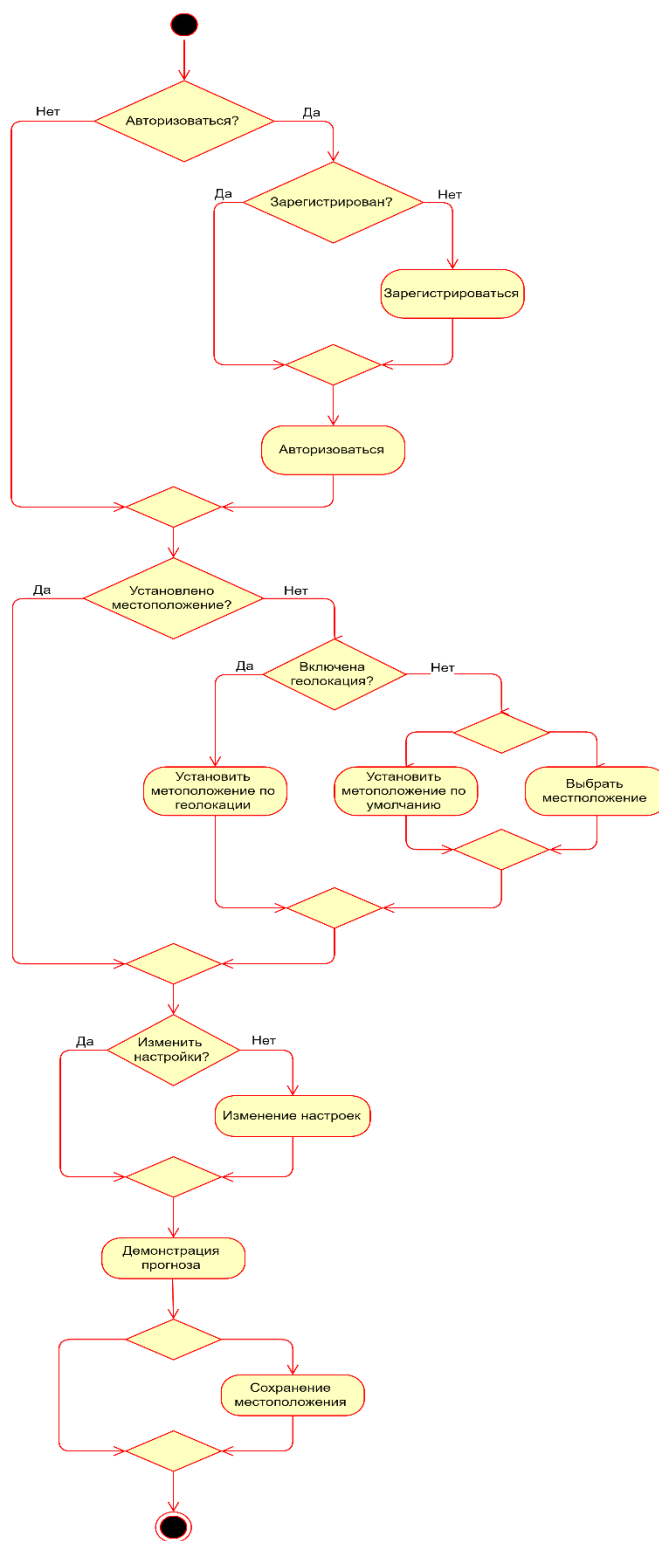 Нет
Да
Авторизоваться?
Да
Нет
Зарегистрирован?
Зарегистрироваться
Авторизоваться
Да
Нет
Установлено
местоположение?
Да
Нет
Включена
геолокация?
Установить
метоположение по
геолокации
Установить
метоположение по
умолчанию
Выбрать
местположение
Да
Нет
Изменить
настройки?
Изменение настроек
Демонстрация
прогноза
Сохранение
местоположения